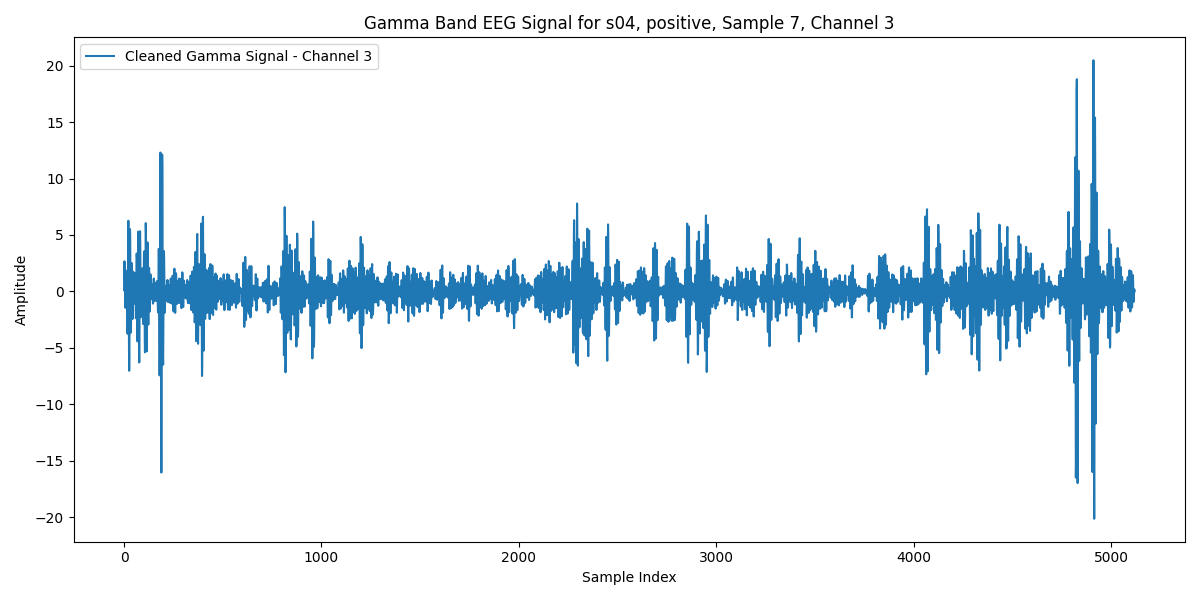 Gamma Band EEG Signal for s04, positive, Sample 7, Channel 3
Cleaned Gamma Signal - Channel 3
20
15
10
5
0
−5
−10
−15
−20
Amplitude
0 1000 2000 3000 4000 5000
Sample Index